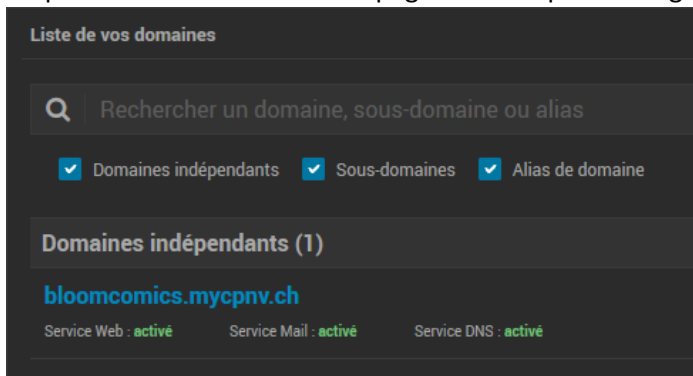 Liste de vos domaines
Rechercher un domaine, sous-domaine ou alias
Domaines indépendants Sous-domaines Alias de domaine
Domaines indépendants (1)
bloomcomics.mycpnv.ch
Service Web : activé Service Mail : activé Service DNS : activé